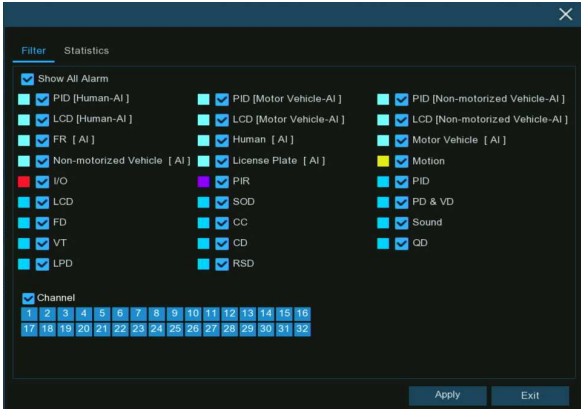 Filter Statistics
Show All Alarm
PID [Human-AI ] PID [Motor Vehicle-AI ] PID [Non-motorized Vehicle-AI ]
LCD [Human-AI ] LCD [Motor Vehicle-AI ] LCD [Non-motorized Vehicle-AI ]
FR [ AI ] Human [ AI ] Motor Vehicle [ AI ]
Non-motorized Vehicle [ AI ] License Plate [ AI ] Motion
I/O PIR PID
LCD SOD PD & VD
FD CC Sound
VT CD QD
LPD RSD
Channel
1 2 3 4 5 6 7 8 9 10 11 12 13 14 15 16
17 18 19 20 21 22 23 24 25 26 27 28 29 30 31 32
Apply Exit